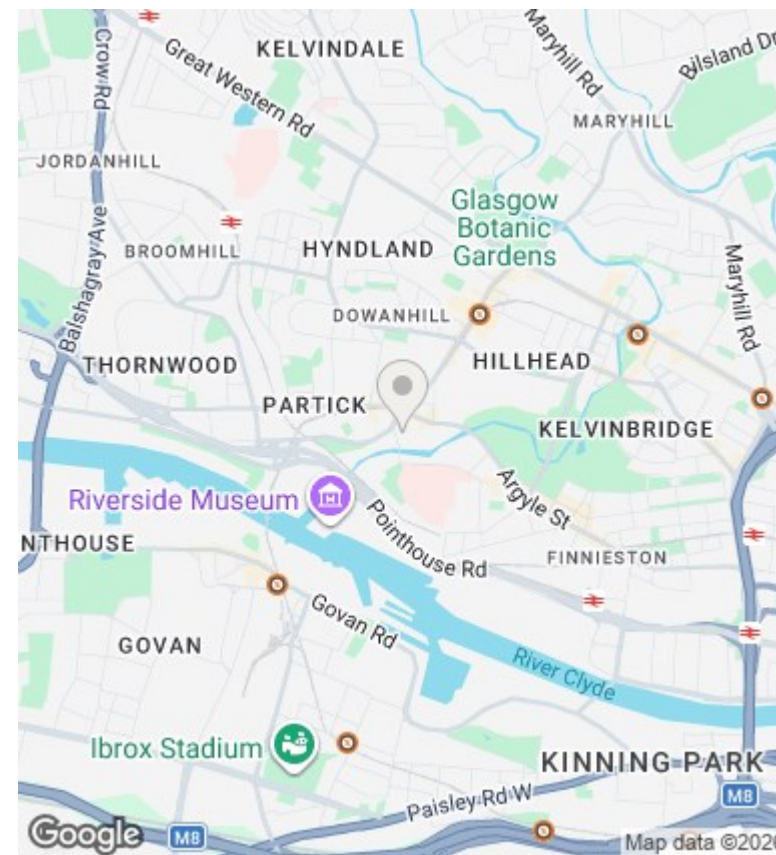 KELVINDALE
Crow Rd
Great Western Rd
Maryhill Rd
Bilsland Dr
MARYHILL
JORDANHILL
Glasgow
Botanic
Gardens
BROOMHILL
HYNDLAND
Balshagray Ave
Maryhill Rd
DOWANHILL
THORNWOOD
HILLHEAD
PARTICK
KELVINBRIDGE
Riverside Museum
Argyle St
Pointhouse Rd
NTHOUSE
FINNIESTON
Govan Rd
GOVAN
River Clyde
Ibrox Stadium
KINNING PARK
Paisley Rd W
M8
Google
M8
Map data ©2026